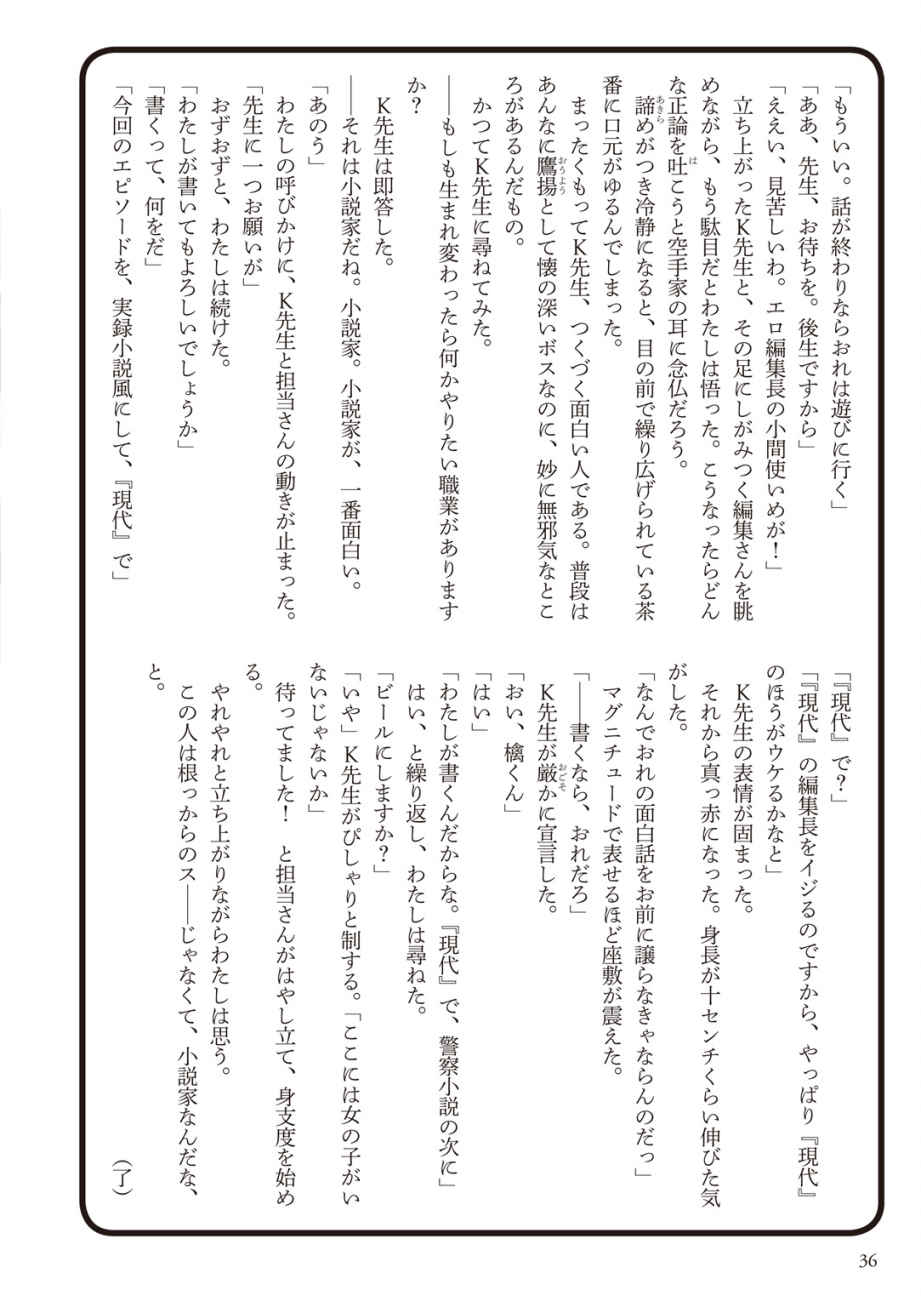 「もういい。話が終わりならおれは遊びに行く」
「ああ、先生、お待ちを。後生ですから」
「ええい、見苦しいわ。エロ編集長の小間使いめが！」
　立ち上がったK先生と、その足にしがみつく編集さんを眺
めながら、もう駄目だとわたしは悟った。こうなったらどん
な正論を吐こうと空手家の耳に念仏だろう。
　諦めがつき冷静になると、目の前で繰り広げられている茶
番に口元がゆるんでしまった。
　まったくもってK先生、つくづく面白い人である。普段は
あんなに鷹揚として懐の深いボスなのに、妙に無邪気なとこ
ろがあるんだもの。
　かつてK先生に尋ねてみた。
――もしも生まれ変わったら何かやりたい職業があります
か？
　K先生は即答した。
――それは小説家だね。小説家。小説家が、一番面白い。
「あのう」
　わたしの呼びかけに、K先生と担当さんの動きが止まった。
「先生に一つお願いが」
　おずおずと、わたしは続けた。
「わたしが書いてもよろしいでしょうか」
「書くって、何をだ」
「今回のエピソードを、実録小説風にして、『現代』で」
「『現代』で？」
「『現代』の編集長をイジるのですから、やっぱり『現代』
のほうがウケるかなと」
　K先生の表情が固まった。
　それから真っ赤になった。身長が十センチくらい伸びた気
がした。
「なんでおれの面白話をお前に譲らなきゃならんのだっ」
　マグニチュードで表せるほど座敷が震えた。
「――書くなら、おれだろ」
　K先生が厳かに宣言した。
「おい、檎くん」
「はい」
「わたしが書くんだからな。『現代』で、警察小説の次に」
　はい、と繰り返し、わたしは尋ねた。
「ビールにしますか？」
「いや」K先生がぴしゃりと制する。「ここには女の子がい
ないじゃないか」
　待ってました！　と担当さんがはやし立て、身支度を始め
る。
　やれやれと立ち上がりながらわたしは思う。
　この人は根っからのス――じゃなくて、小説家なんだな、
と。
（了）
36